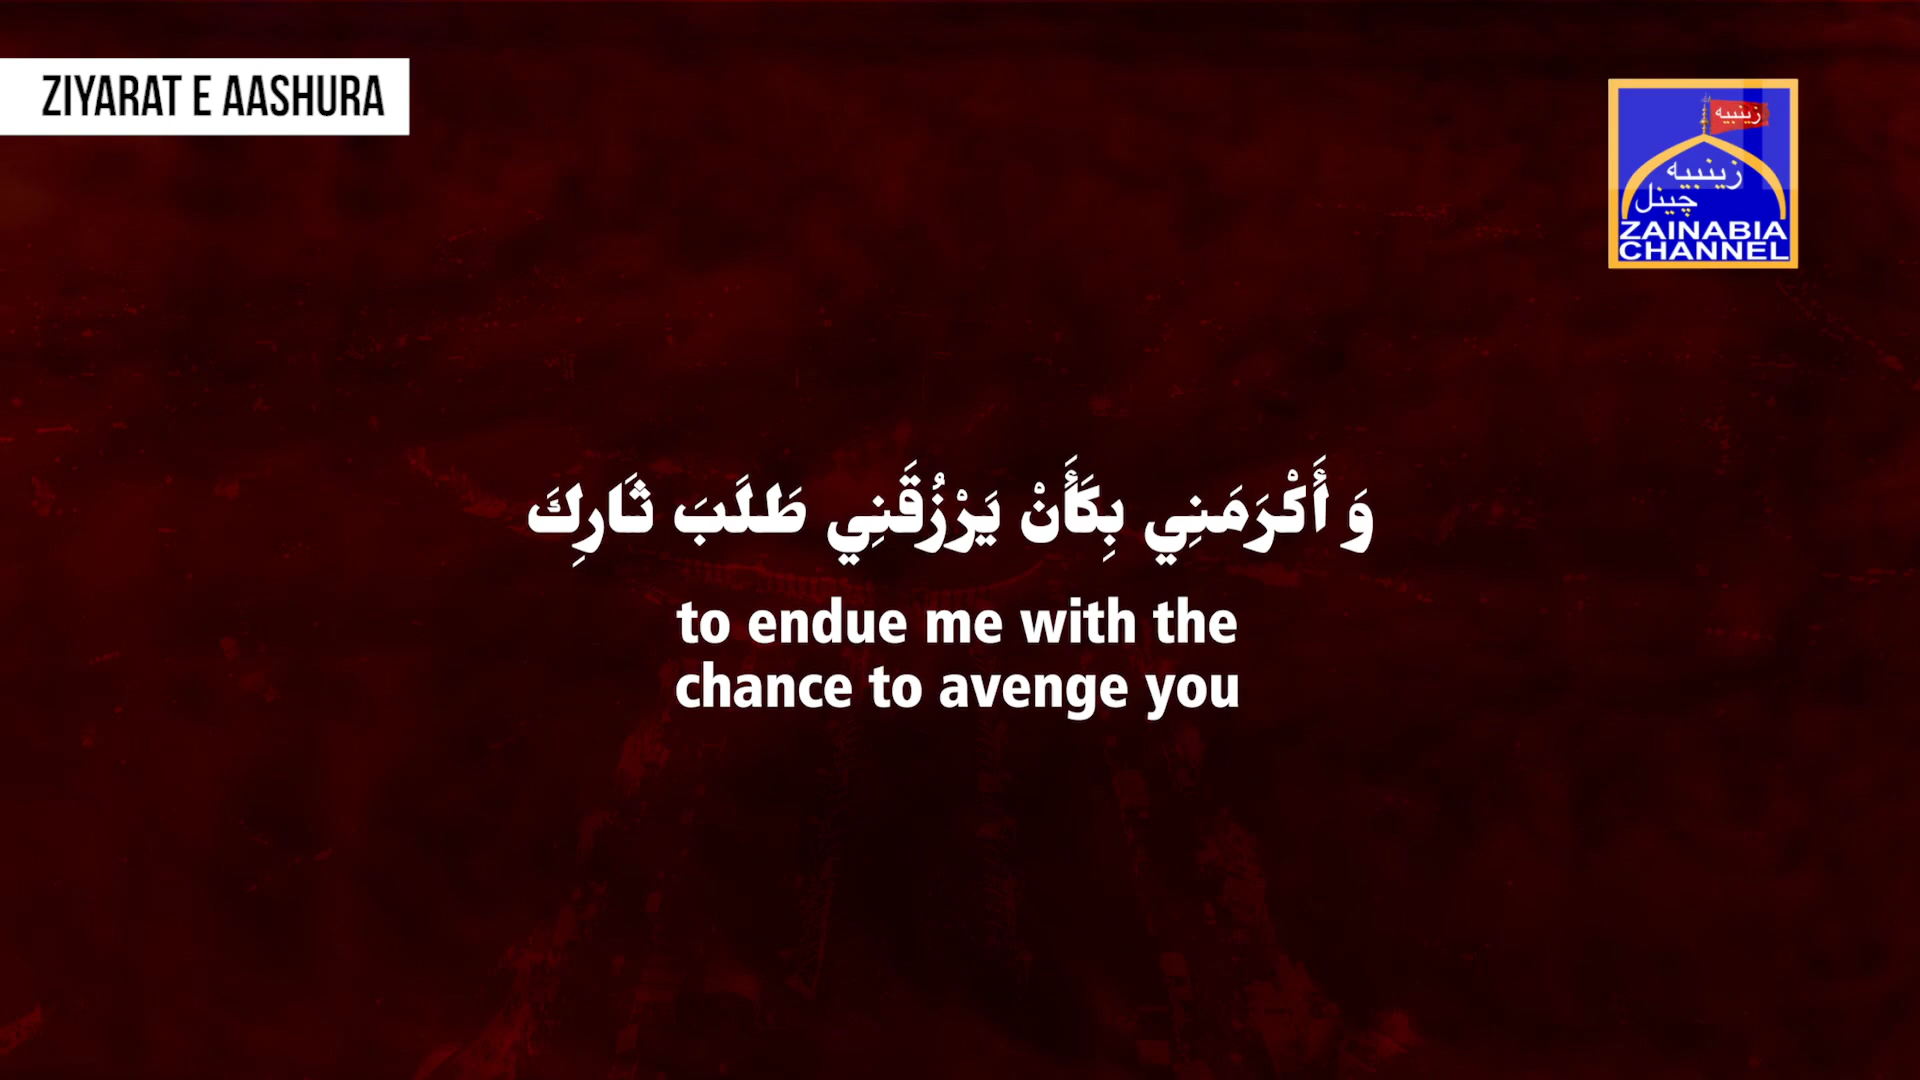 ZIYARAT E AASHURA
زينبيه
زينبيه
چينل
ZAINABIA
CHANNEL
وَ أَكْرَمَنِي بِكَأَنْ يَرْزُقَنِي طَلَبَ ثَارِكَ
to endue me with the
chance to avenge you